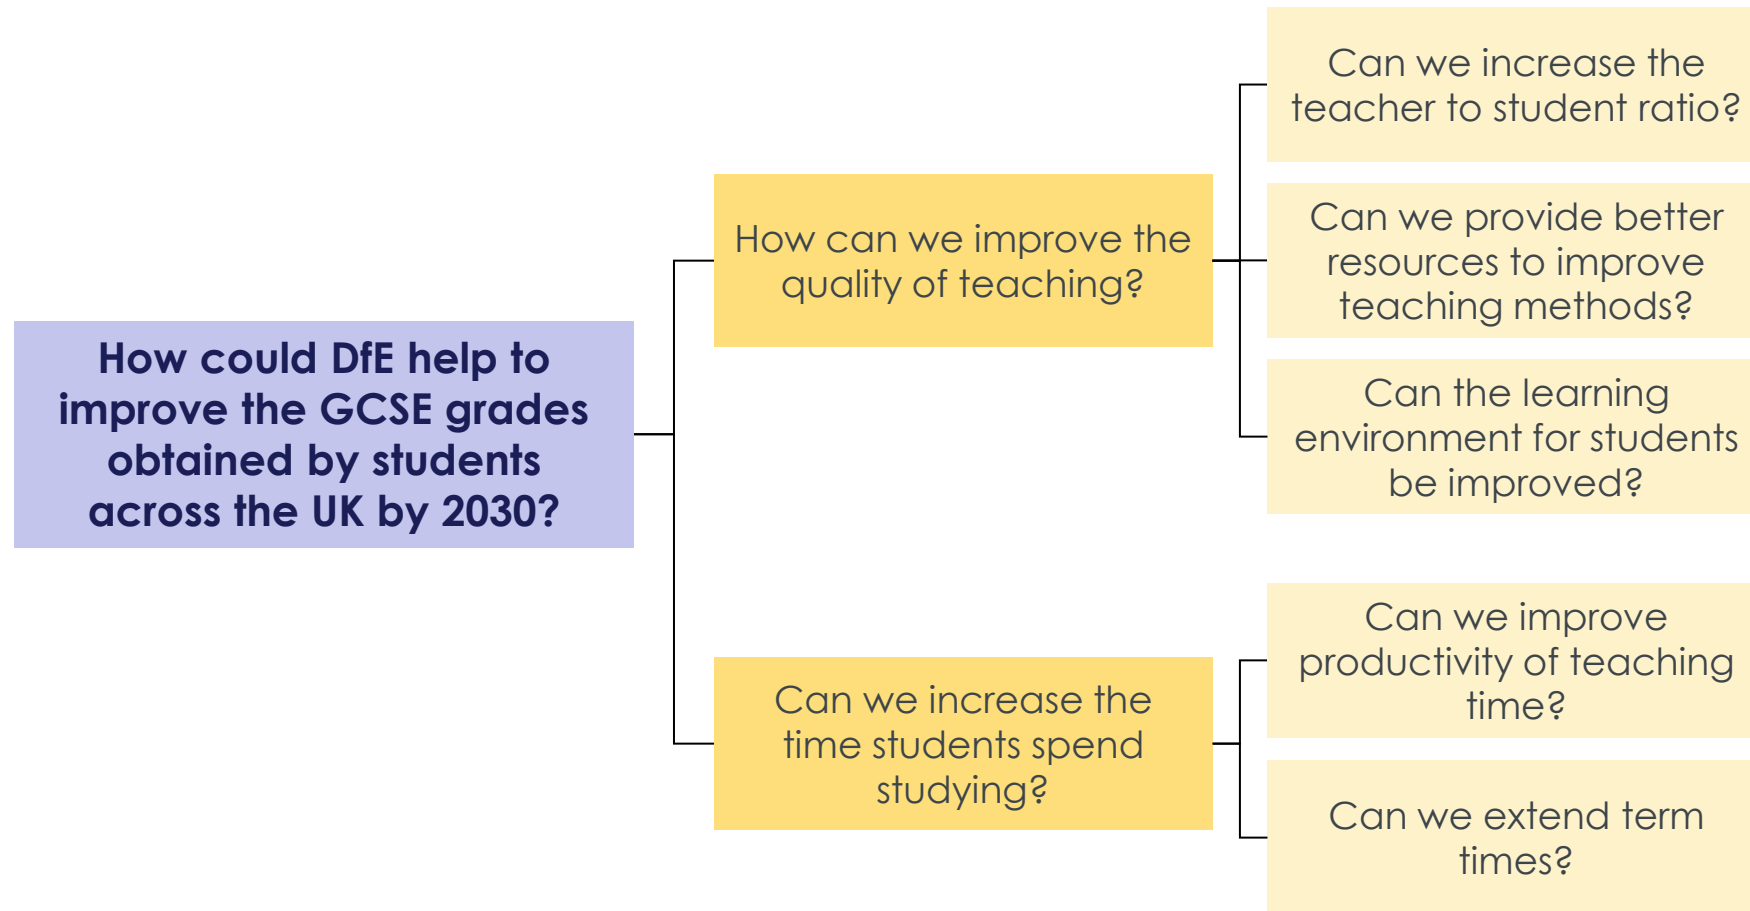 How could DfE help to
improve the GCSE grades
obtained by students
across the UK by 2030?
How can we improve the
quality of teaching?
Can we increase the
teacher to student ratio?
Can we provide better
resources to improve
teaching methods?
Can the learning
environment for students
be improved?
Can we increase the
time students spend
studying?
Can we improve
productivity of teaching
time?
Can we extend term
times?